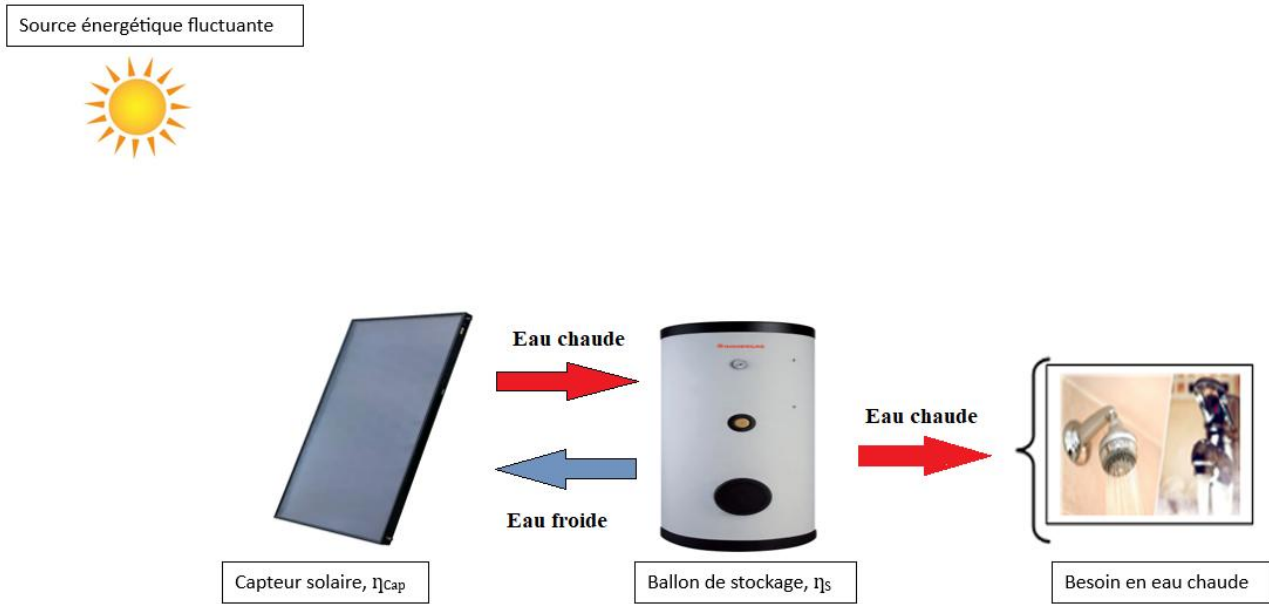 Source énergétique fluctuante
Eau chaude
Eau chaude
Eau froide
Capteur solaire, ηCap
Ballon de stockage, ηS
Besoin en eau chaude